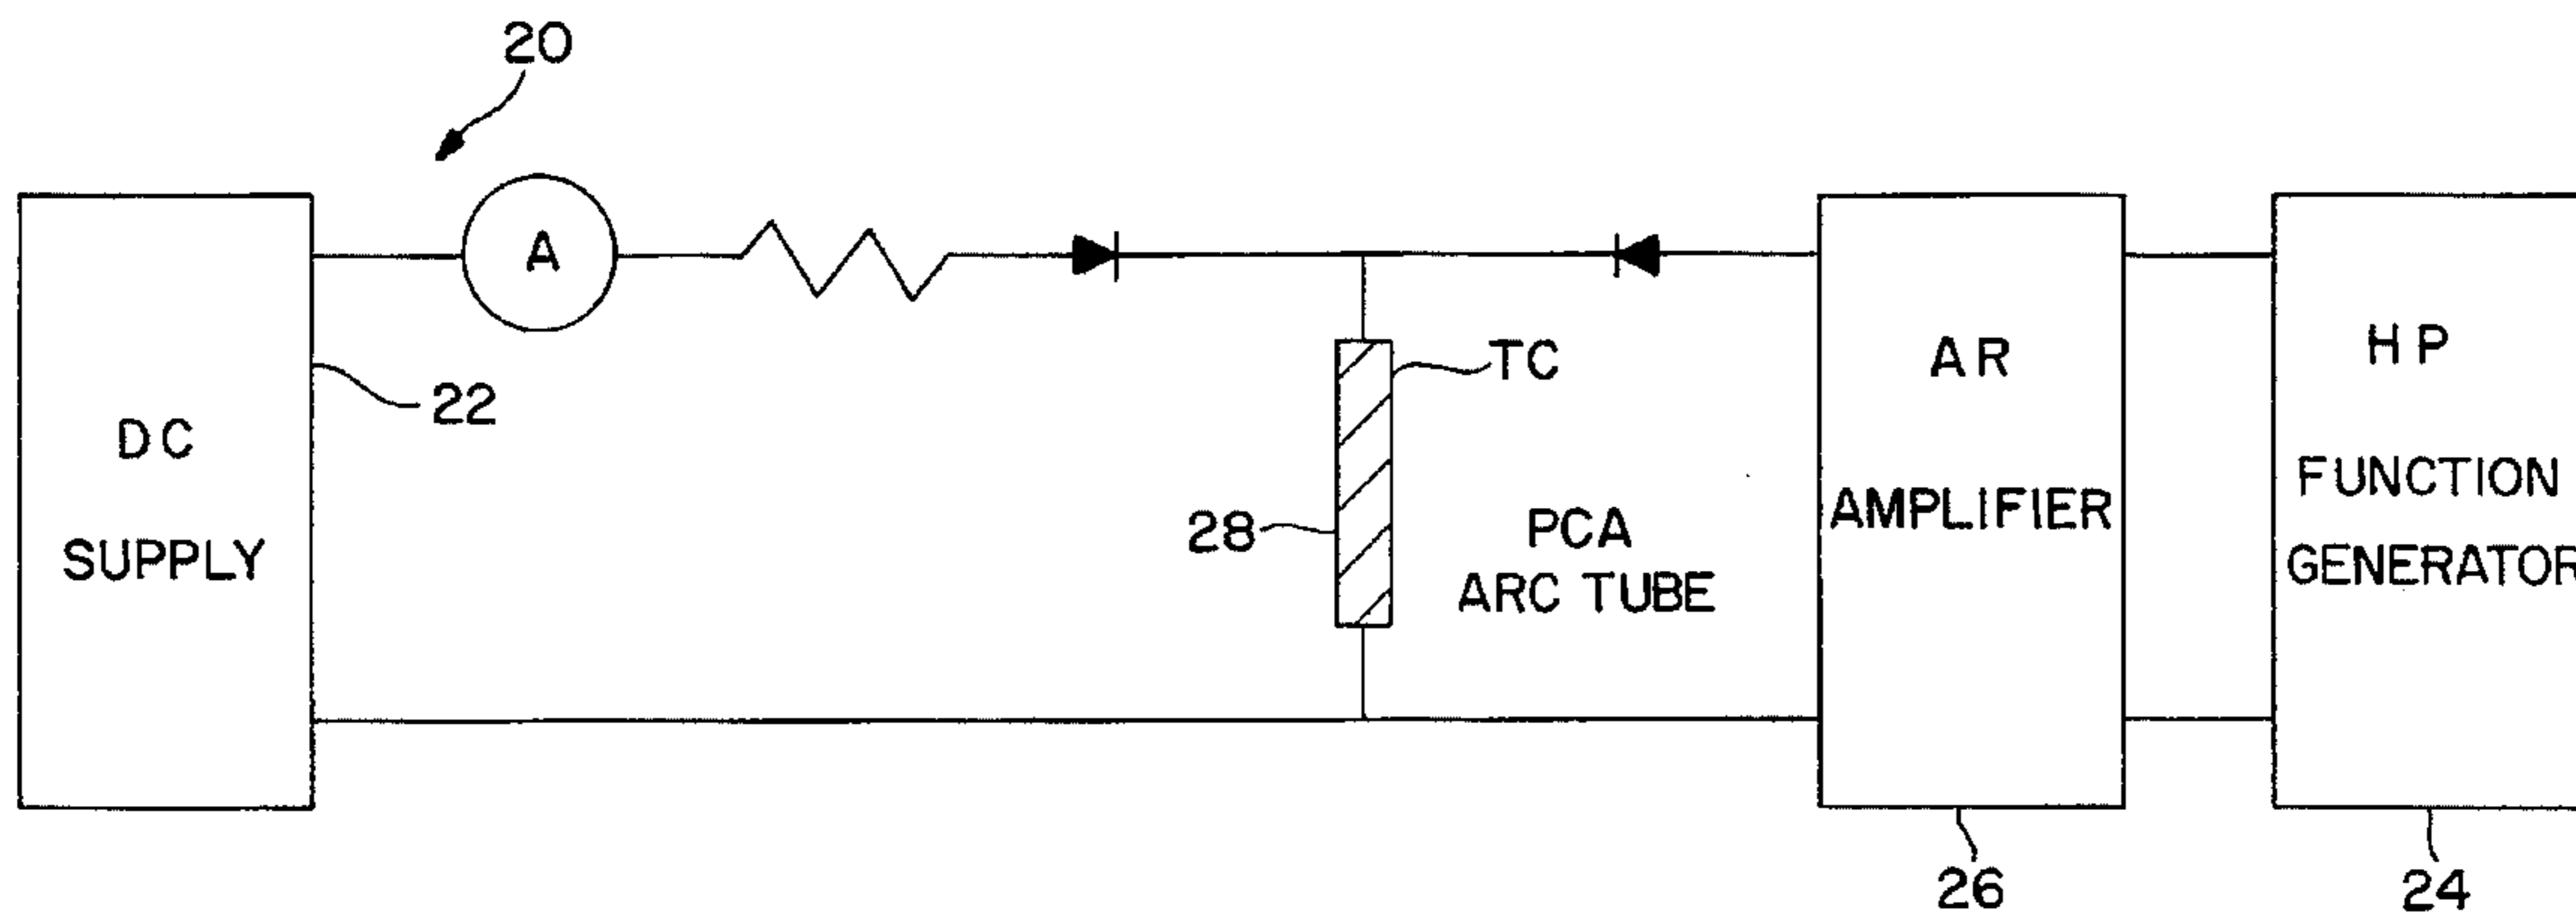 20
A
DC
SUPPLY
22
TC
28
PCA
ARC TUBE
AR
AMPLIFIER
26
HP
FUNCTION
GENERATOR
24